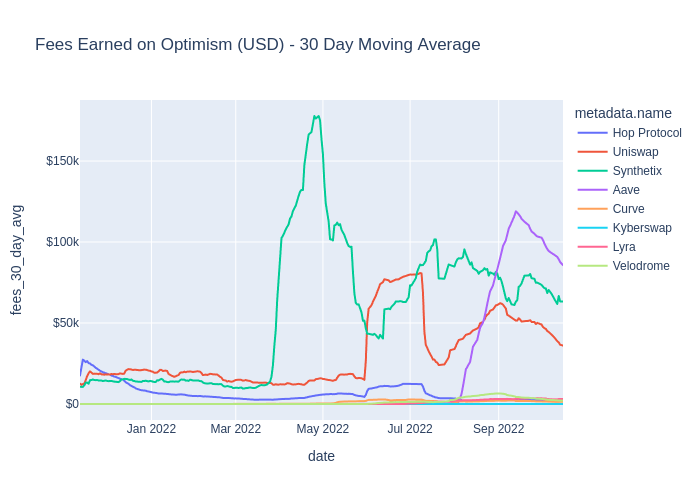 Fees Earned on Optimism (USD) - 30 Day Moving Average
metadata.name
Hop Protocol
Uniswap
Synthetix
Aave
Curve
Kyberswap
Lyra
Velodrome
fees_30_day_avg
$150k
$100k
$50k
$0
Jan 2022
Mar 2022
May 2022
Jul 2022
Sep 2022
date